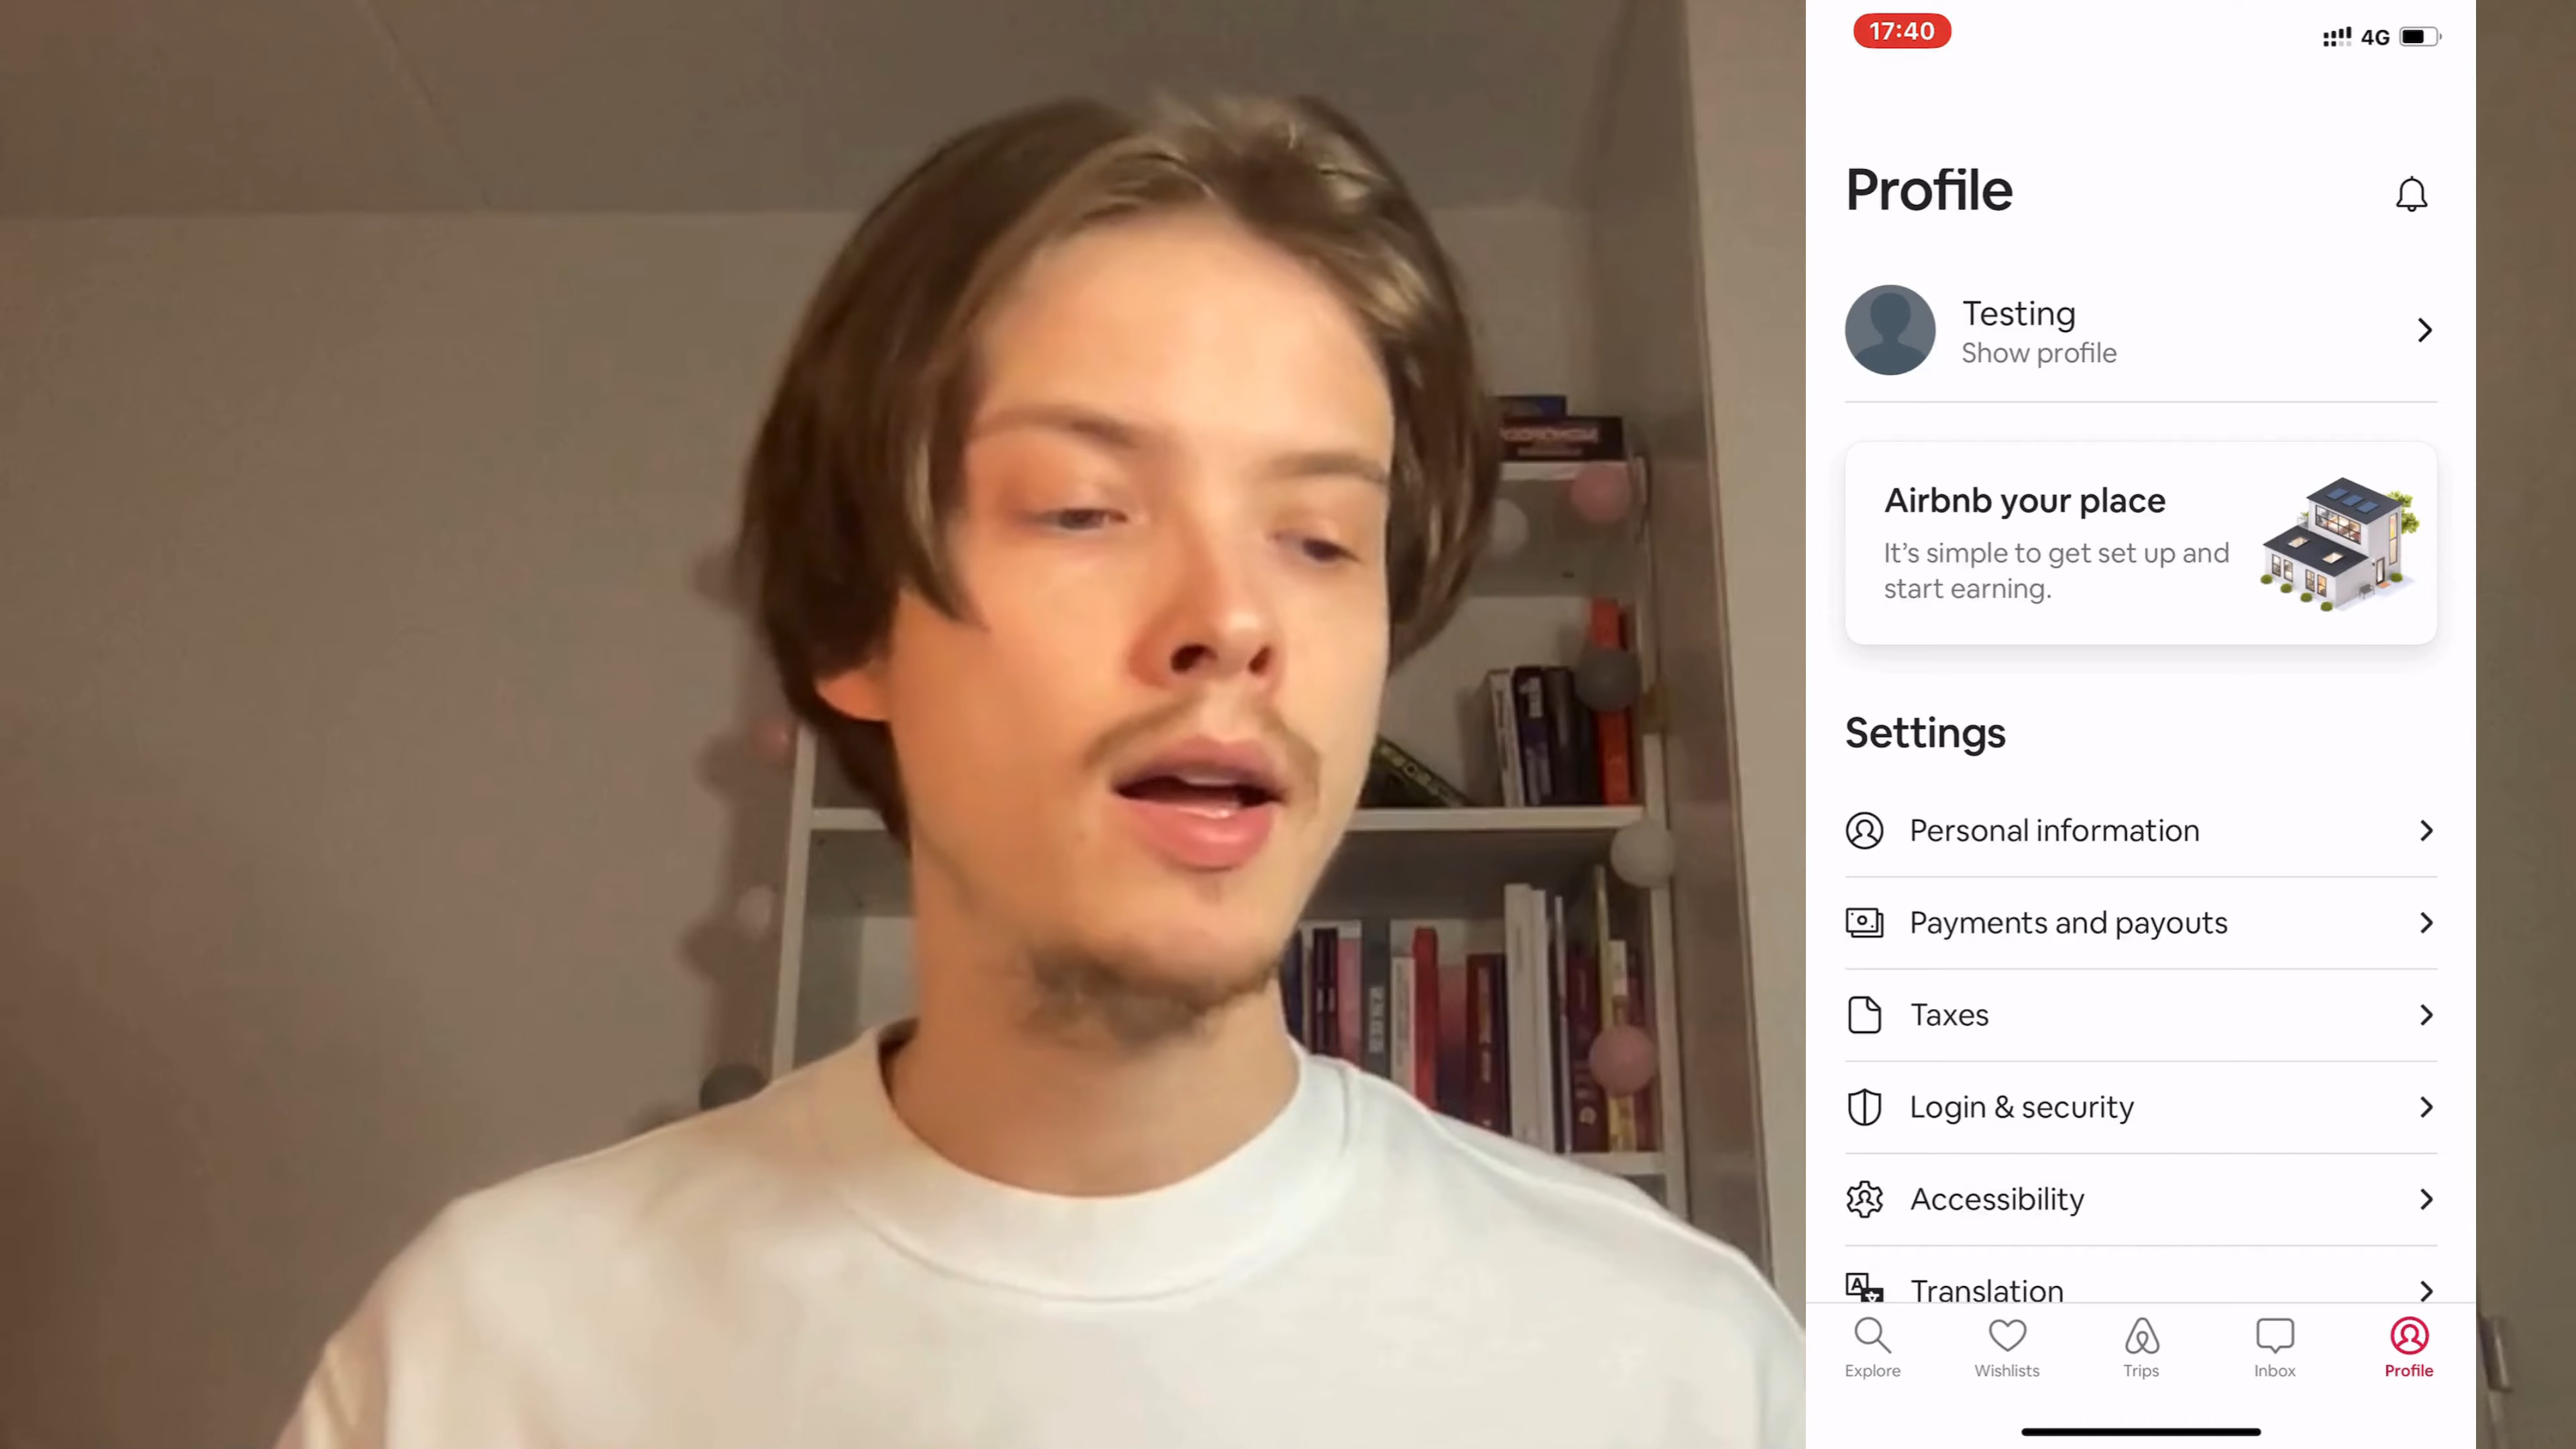 17:40
4G
Profile
Testing
Show profile
Airbnb your place
It's simple to get set up and
start earning.
Settings
Personal information
Payments and payouts
Taxes
Login & security
Accessibility
Translation
Explore
Wishlists
Trips
Inbox
Profile